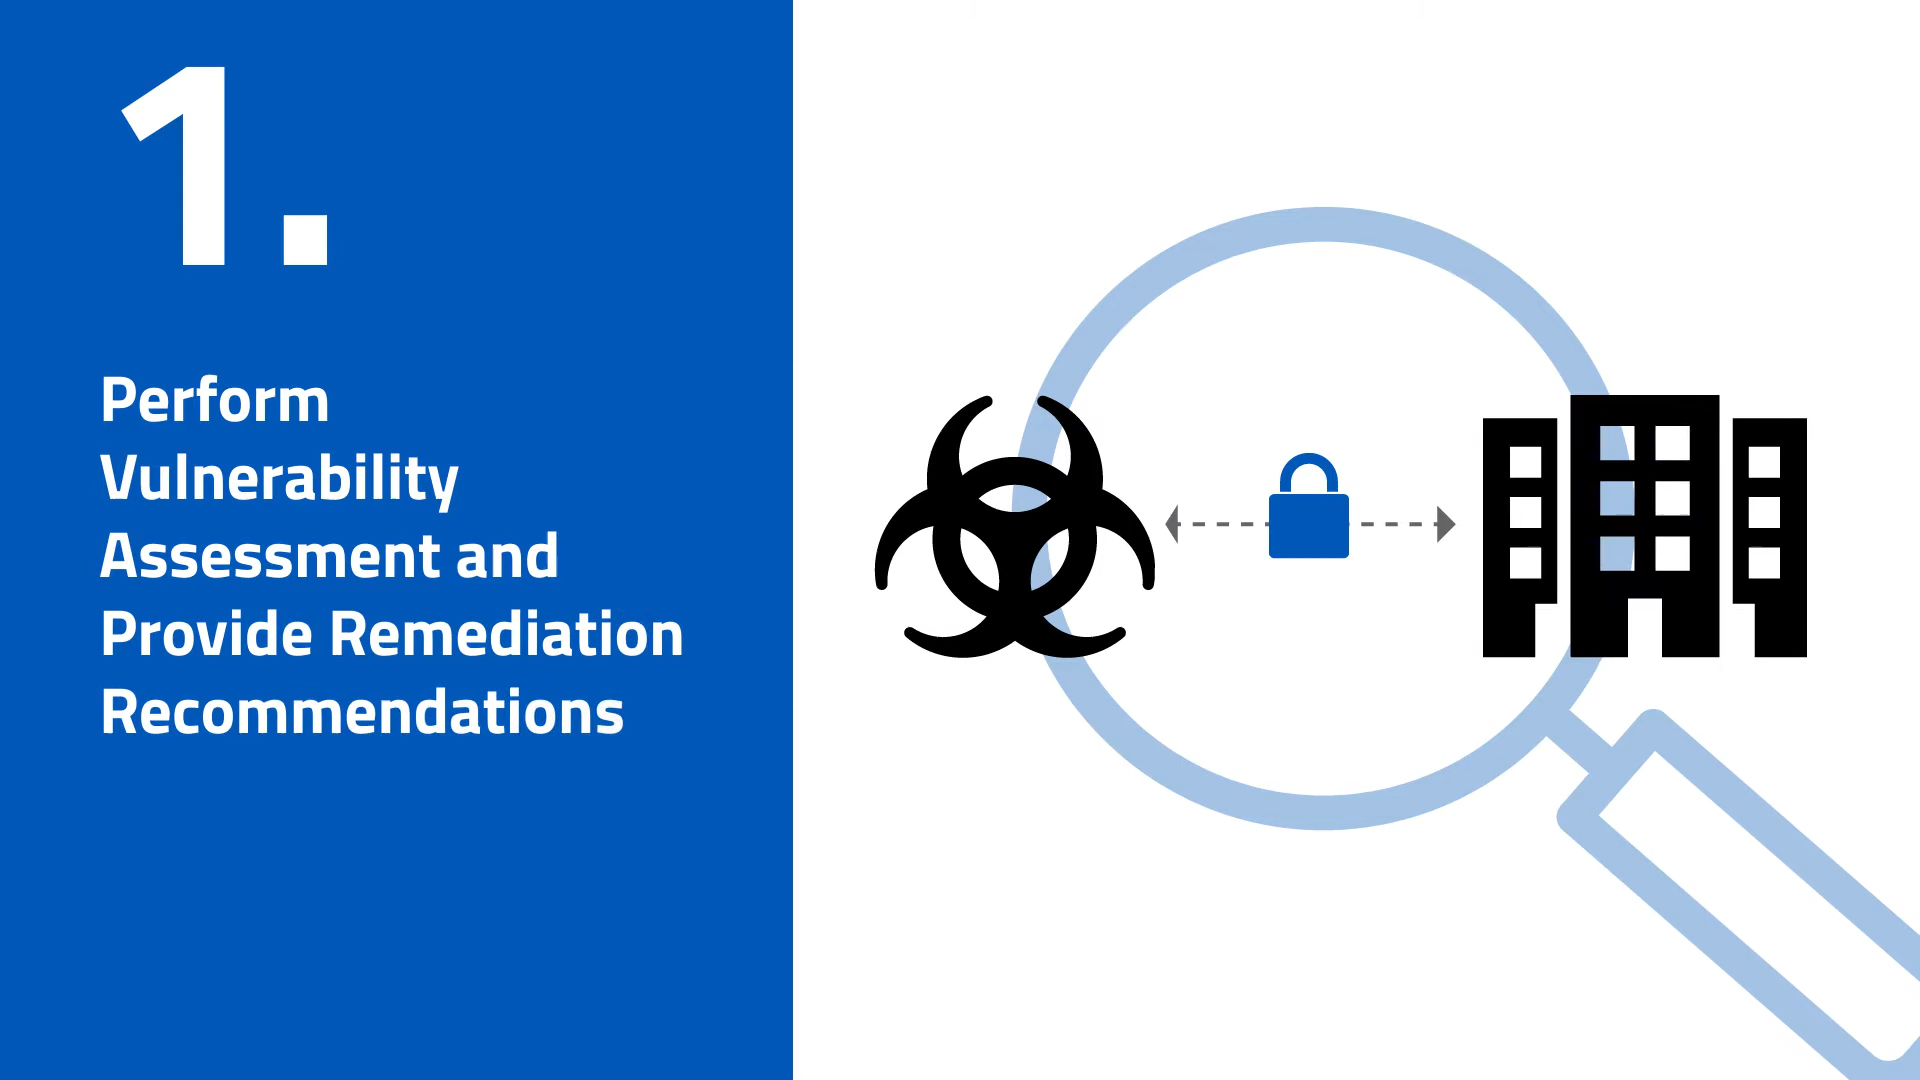 1.
Perform
Vulnerability
Assessment and
Provide Remediation
Recommendations